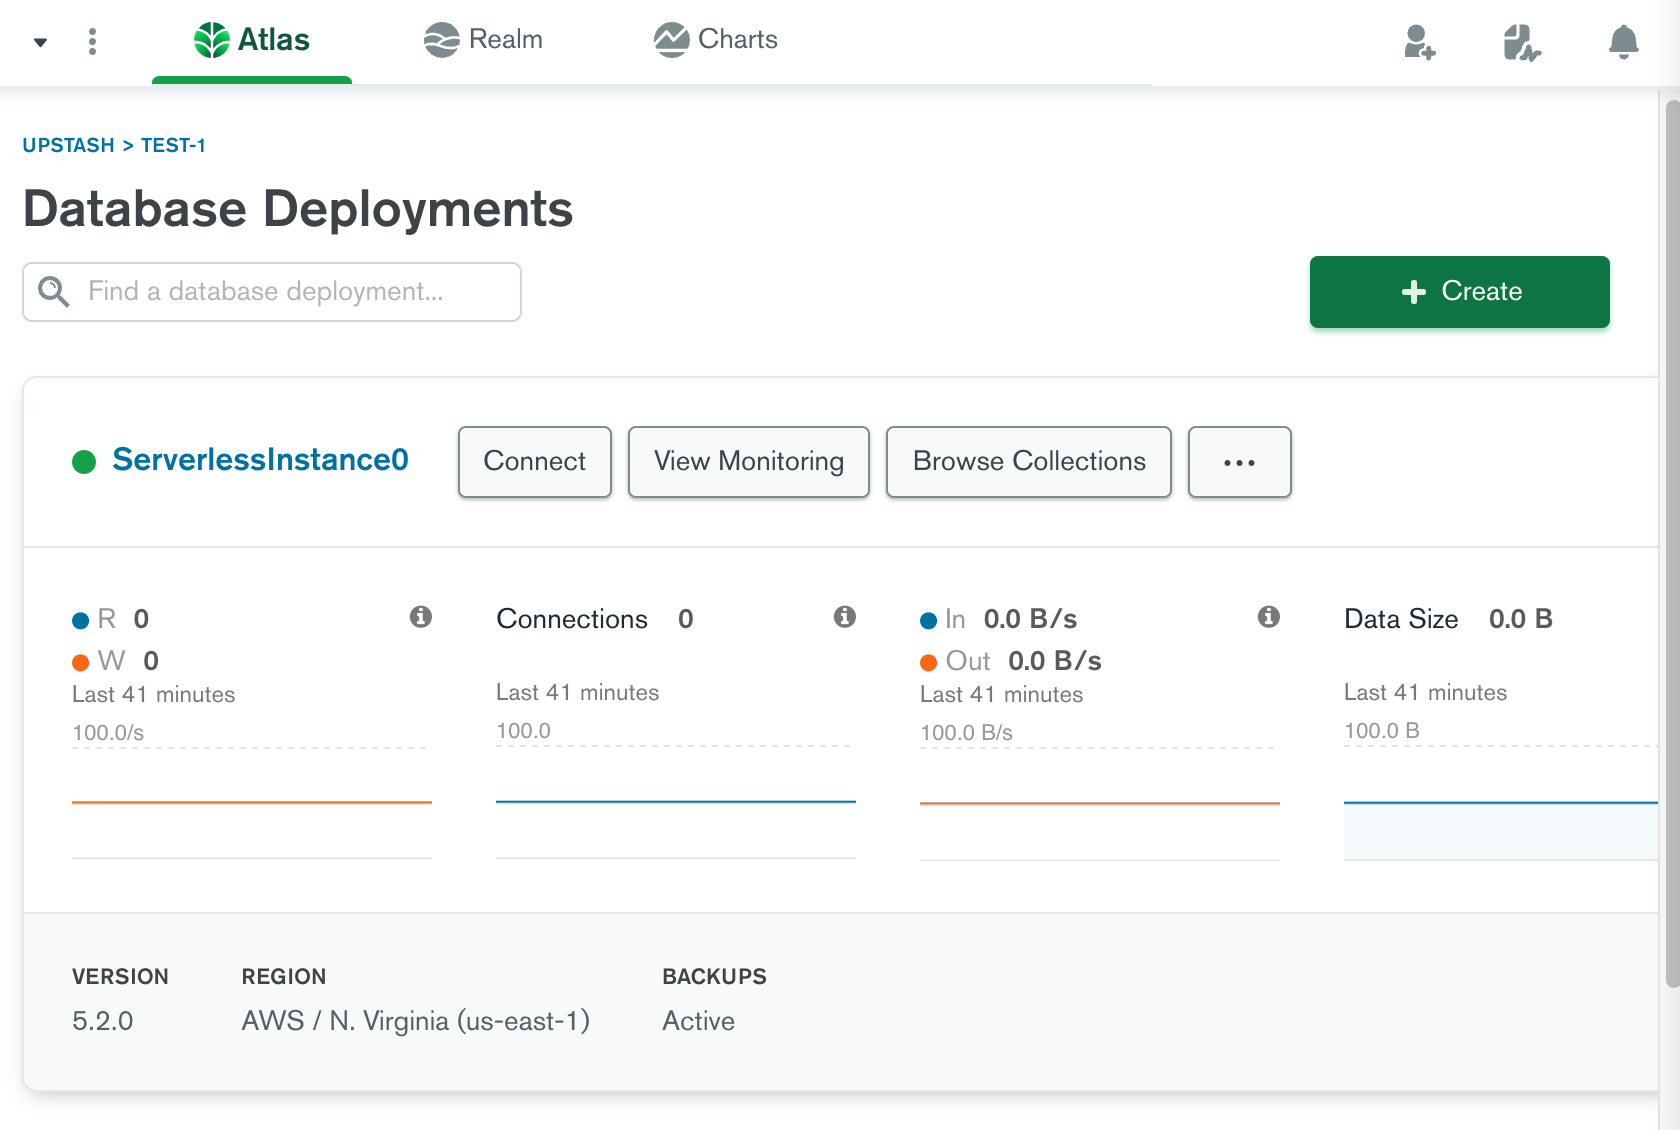 Atlas
Realm
Charts
UPSTASH > TEST-1
Database Deployments
Find a database deployment...
Create
ServerlessInstance0
Connect
View Monitoring
Browse Collections
R 0
W 0
Last 41 minutes
100.0/s
Connections 0
Last 41 minutes
100.0
In 0.0 B/s
Out 0.0 B/s
Last 41 minutes
100.0 B/s
Data Size 0.0 B
Last 41 minutes
100.0 B
VERSION
5.2.0
REGION
AWS / N. Virginia (us-east-1)
BACKUPS
Active